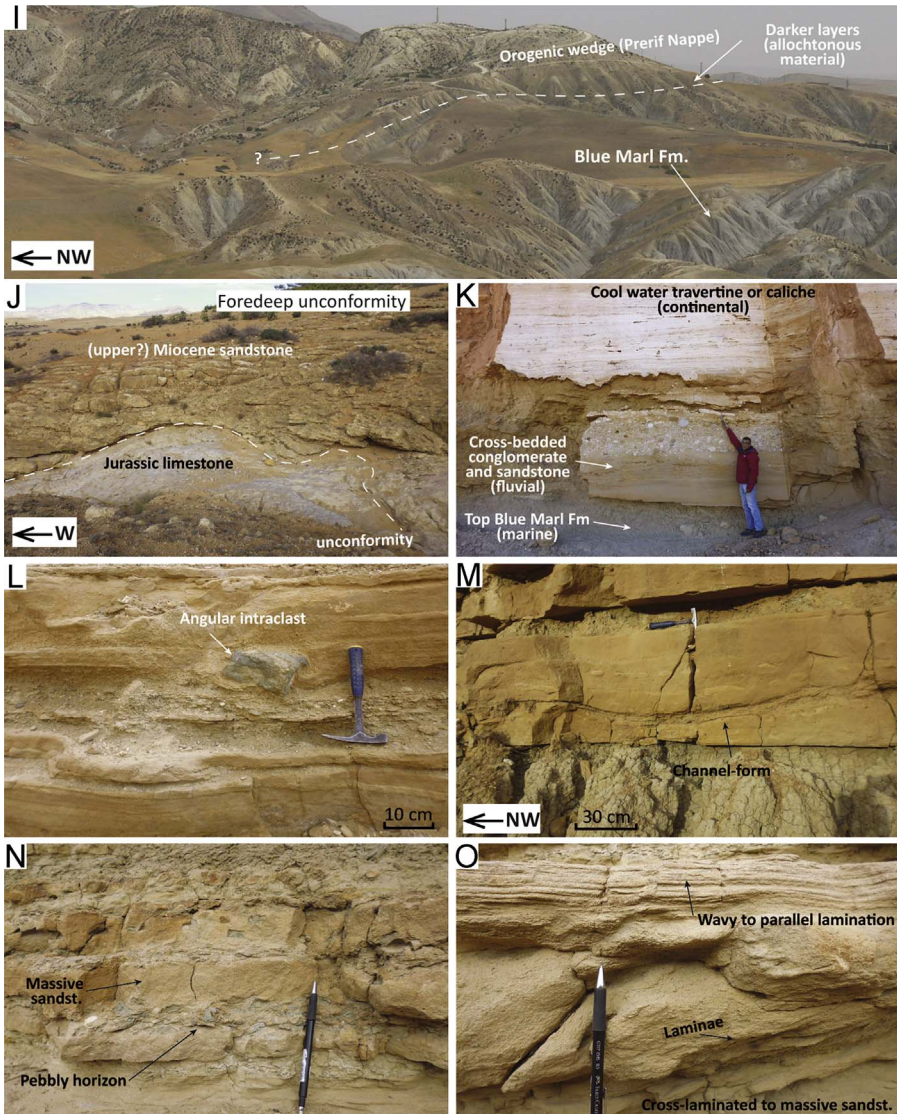 I
Orogenic wedge (Prerif Nappe)
Darker layers
(allochtonous
material)
?
Blue Marl Fm.
NW
J
Foredeep unconformity
(upper?) Miocene sandstone
Jurassic limestone
W
unconformity
K
Cool water travertine or caliche
(continental)
Cross-bedded
conglomerate
and sandstone
(fluvial)
Top Blue Marl Fm
(marine)
L
Angular intraclast
10 cm
M
Channel-form
NW
30 cm
N
Massive
sandst.
Pebbly horizon
O
Wavy to parallel lamination
Laminae
Cross-laminated to massive sandst.